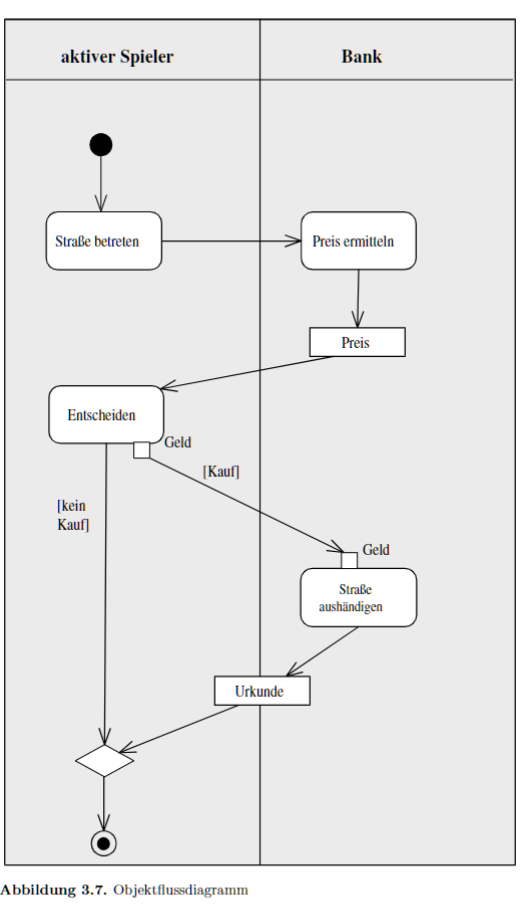 aktiver Spieler
Bank
Straße betreten
Preis ermitteln
Preis
Entscheiden
Geld
[Kauf]
[kein
Kauf]
Geld
Straße
aushändigen
Urkunde
Abbildung 3.7. Objektflussdiagramm